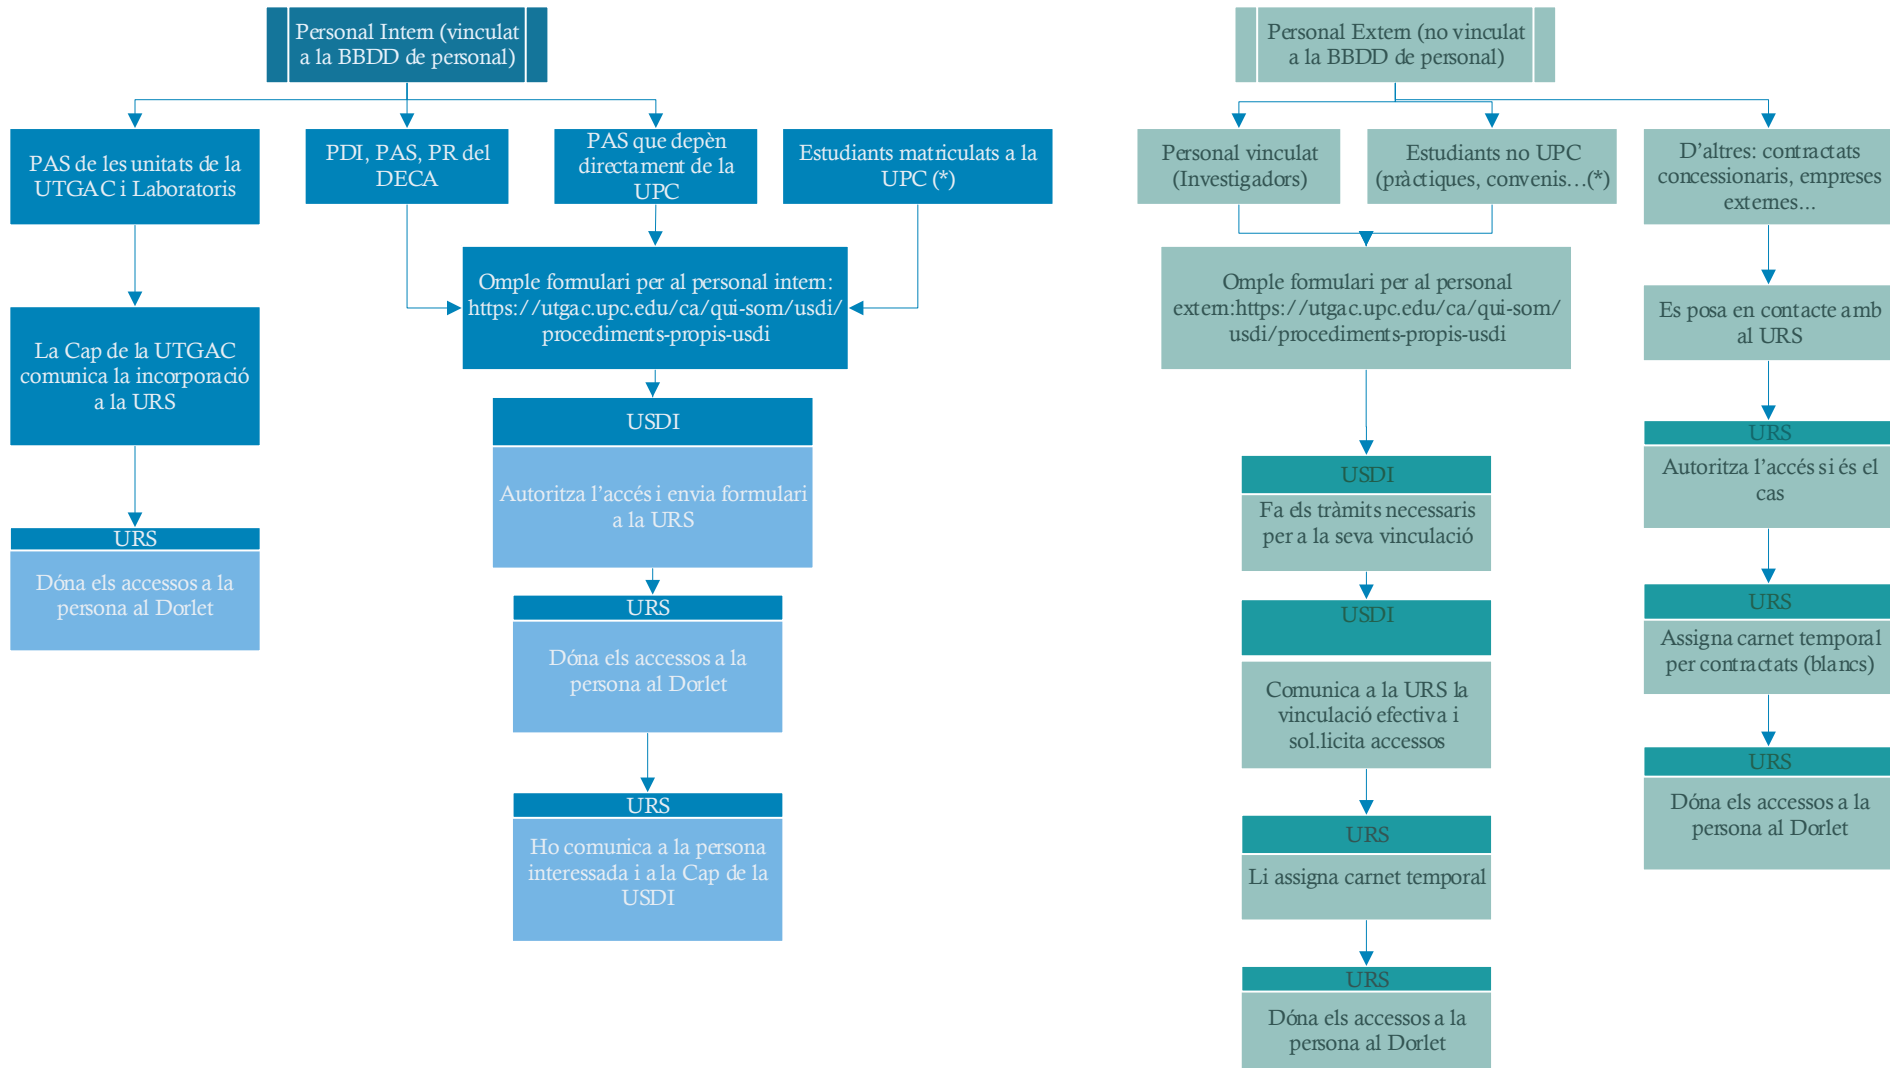 Personal Intern (vinculat
a la BBDD de personal)
PAS de les unitats de la
UTGAC i Laboratoris
PDI, PAS, PR del
DECA
PAS que depèn
directament de la
UPC
Estudiants matriculats a la
UPC (*)
Omple formulari per al personal intern:
https://utgac.upc.edu/ca/qui-som/usdi/
procediments-propis-usdi
La Cap de la UTGAC
comunica la incorporació
a la URS
USDI
Autoritza l’accés i envia formulari
a la URS
URS
Dóna els accessos a la
persona al Dorlet
URS
Dóna els accessos a la
persona al Dorlet
URS
Ho comunica a la persona
interessada i a la Cap de la
USDI
Personal Extern (no vinculat
a la BBDD de personal)
Personal vinculat
(Investigadors)
Estudiants no UPC
(pràctiques, convenis…(*)
D’altres: contractats
concessionaris, empreses
externes...
Omple formulari per al personal
extern:https://utgac.upc.edu/ca/qui-som/
usdi/procediments-propis-usdi
Es posa en contacte amb
al URS
USDI
Fa els tràmits necessaris
per a la seva vinculació
USDI
Comunica a la URS la
vinculació efectiva i
sol.licita accessos
URS
Li assigna carnet temporal
URS
Dóna els accessos a la
persona al Dorlet
URS
Autoritza l’accés si és el
cas
URS
Assigna carnet temporal
per contractats (blancs)
URS
Dóna els accessos a la
persona al Dorlet